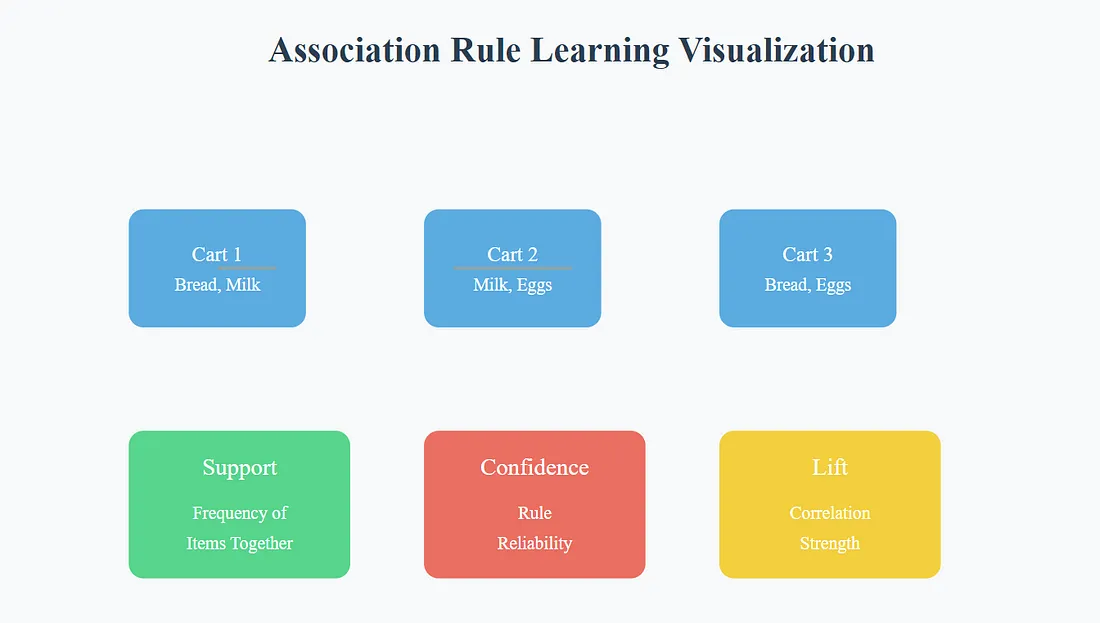 Association Rule Learning Visualization
Cart 1
Bread, Milk
Cart 2
Milk, Eggs
Cart 3
Bread, Eggs
Support
Frequency of
Items Together
Confidence
Rule
Reliability
Lift
Correlation
Strength